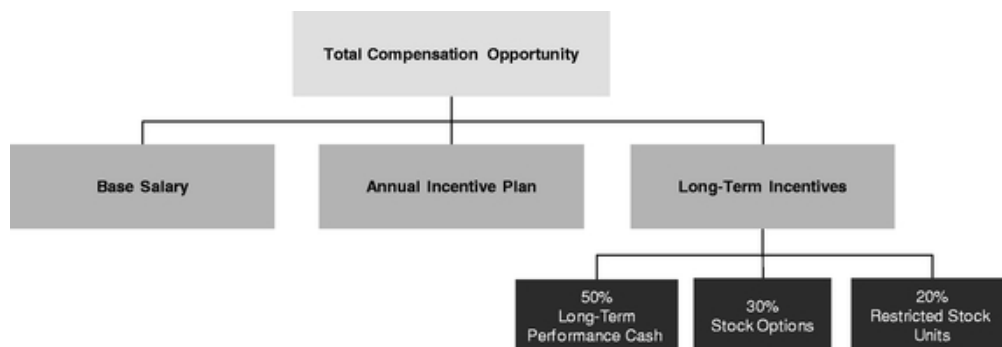 Total Compensation Opportunity
Base Salary
Annual Incentive Plan
Long-Term Incentives
50%
Long-Term
Performance Cash
30%
Stock Options
20%
Restricted Stock
Units